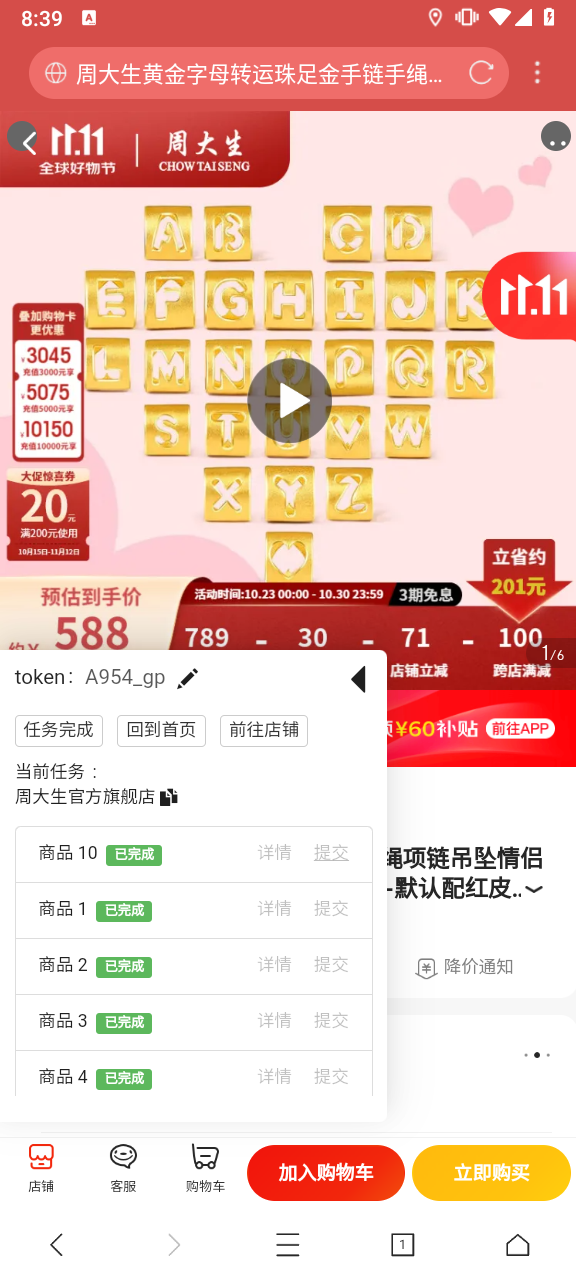 8:39
A
周大生黄金字母转运珠足金手链手绳...
11.11
全球好物节
周大生
CHOW TAI SENG
A B C D
E F G H I J K
11.11
L M N O P Q R
S T U V W
X Y Z
叠加购物卡
更优惠
¥3045
充值3000元享
¥5075
充值5000元享
¥10150
充值10000元享
大促惊喜券
20元
满200元使用
10月15日-11月12日
立省约
201元
预估到手价
活动时间:10.23 00:00 - 10.30 23:59
3期免息
约¥ 588
789 - 30 - 71 - 100
店铺立减
跨店满减
1/6
token: A954_gp
¥60补贴
前往APP
任务完成
回到首页
前往店铺
当前任务：
周大生官方旗舰店
商品 10 已完成 详情 提交
绳项链吊坠情侣
-默认配红皮..
商品 1 已完成 详情 提交
商品 2 已完成 详情 提交
降价通知
商品 3 已完成 详情 提交
商品 4 已完成 详情 提交
店铺
客服
购物车
加入购物车
立即购买
1